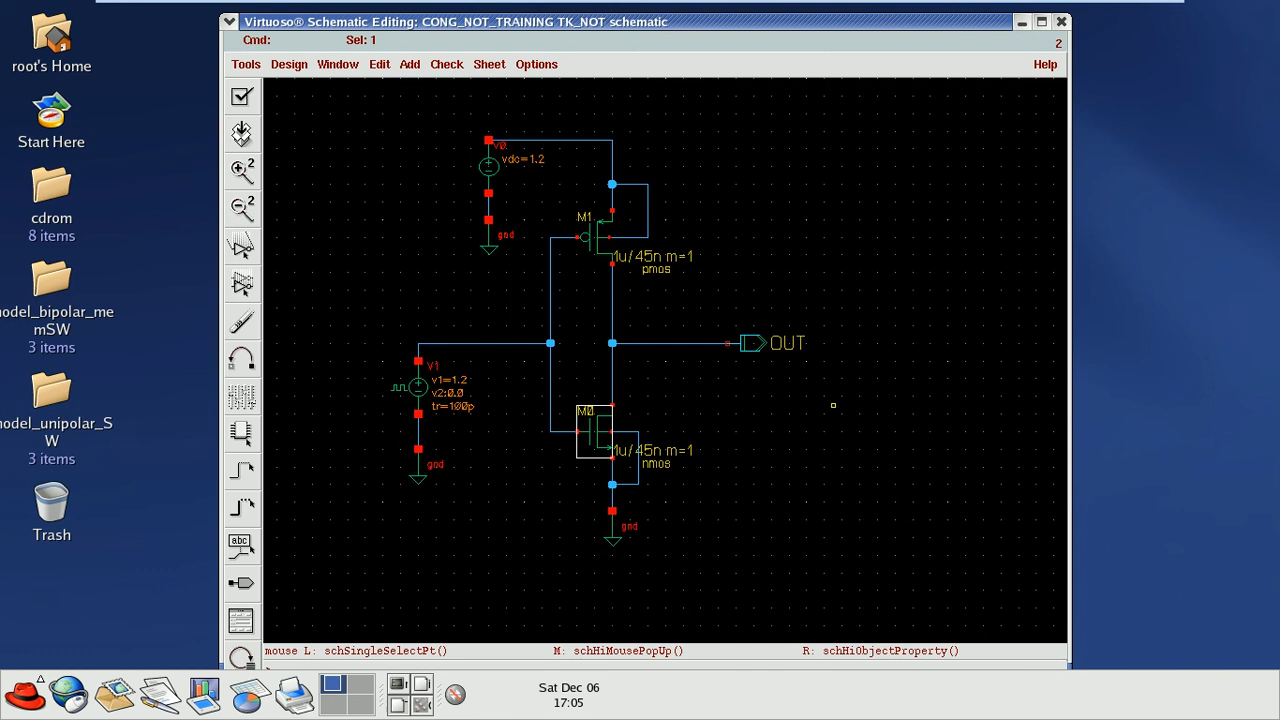 Virtuoso® Schematic Editing: CONG_NOT_TRAINING TK_NOT schematic
Cmd: Sel: 1
2
Tools Design Window Edit Add Check Sheet Options Help
root's Home
Start Here
cdrom
8 items
model_bipolar_me
mSW
3 items
model_unipolar_S
W
3 items
Trash
2
2
abc
V0
vdc=1.2
gnd
M1
1u/45n m=1
pmos
OUT
V1
v1=1.2
v2:0.0
tr=100p
gnd
M0
1u/45n m=1
nmos
gnd
mouse L: schSingleSelectPt() M: schHiMousePopUp() R: schHiObjectProperty()
Sat Dec 06
17:05